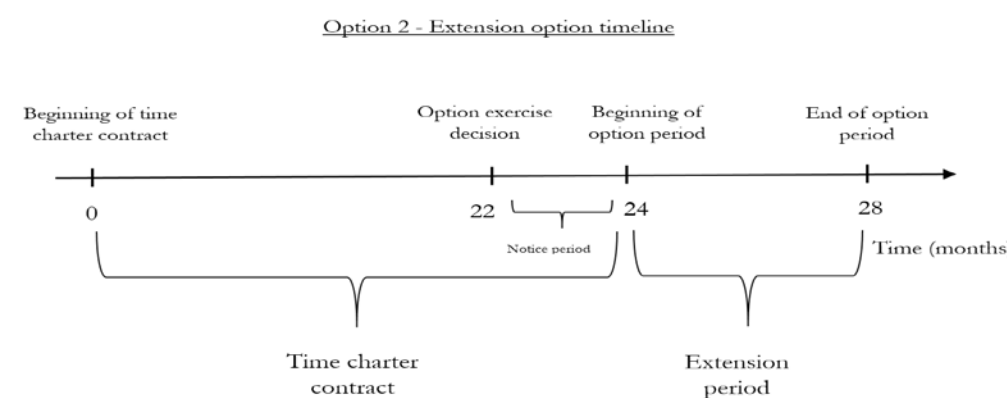 Option 2 - Extension option timeline
Beginning of time
charter contract
Option exercise
decision
Beginning of
option period
End of option
period
0
22
24
28
Notice period
Time (months)
Time charter
contract
Extension
period